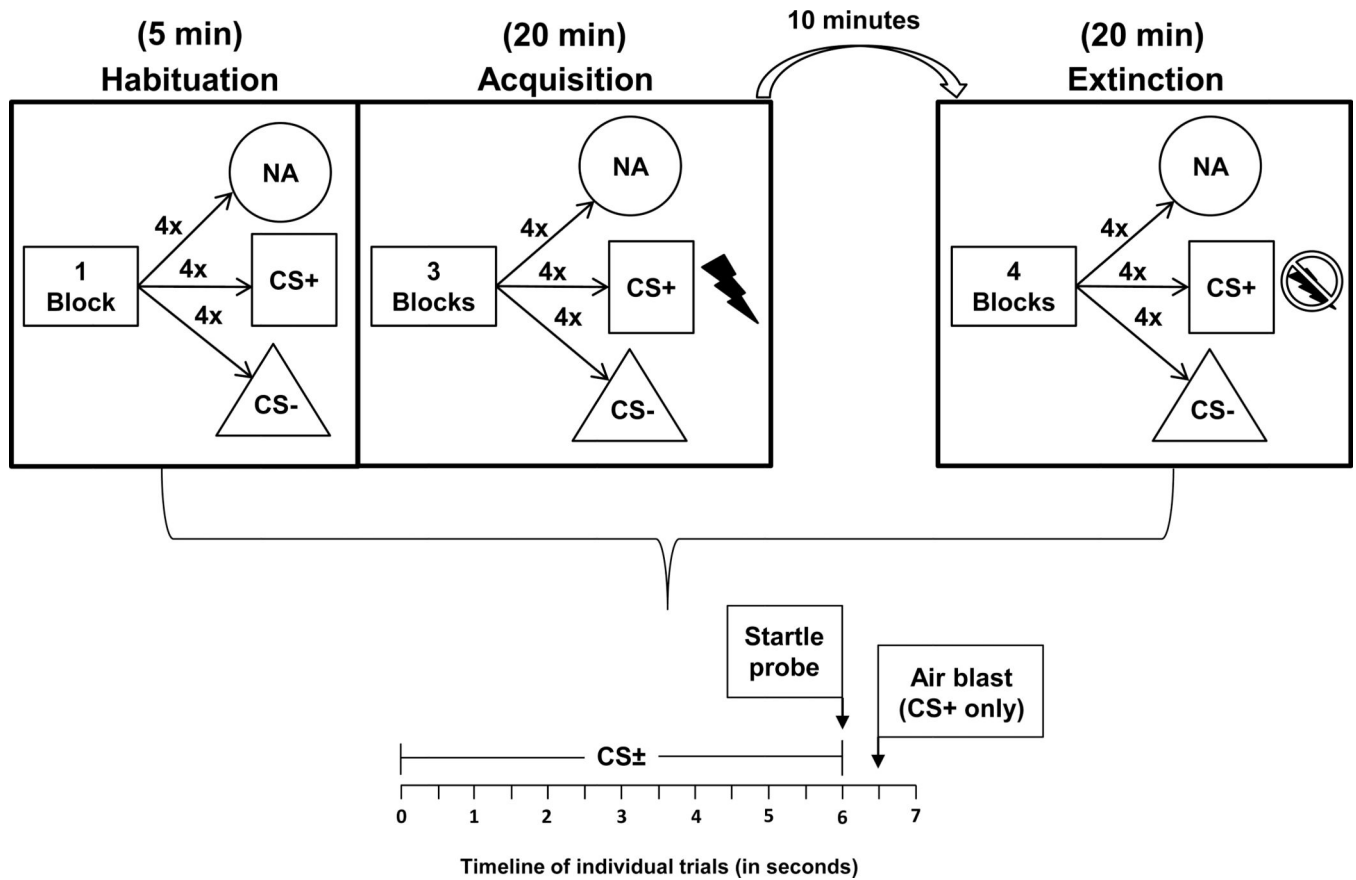 (5 min)
Habituation
(20 min)
Acquisition
10 minutes
(20 min)
Extinction
1
Block
4x
4x
4x
NA
CS+
CS-
3
Blocks
4x
4x
4x
NA
CS+
CS-
4
Blocks
4x
4x
4x
NA
CS+
CS-
Startle
probe
Air blast
(CS+ only)
CS±
0 1 2 3 4 5 6 7
Timeline of individual trials (in seconds)